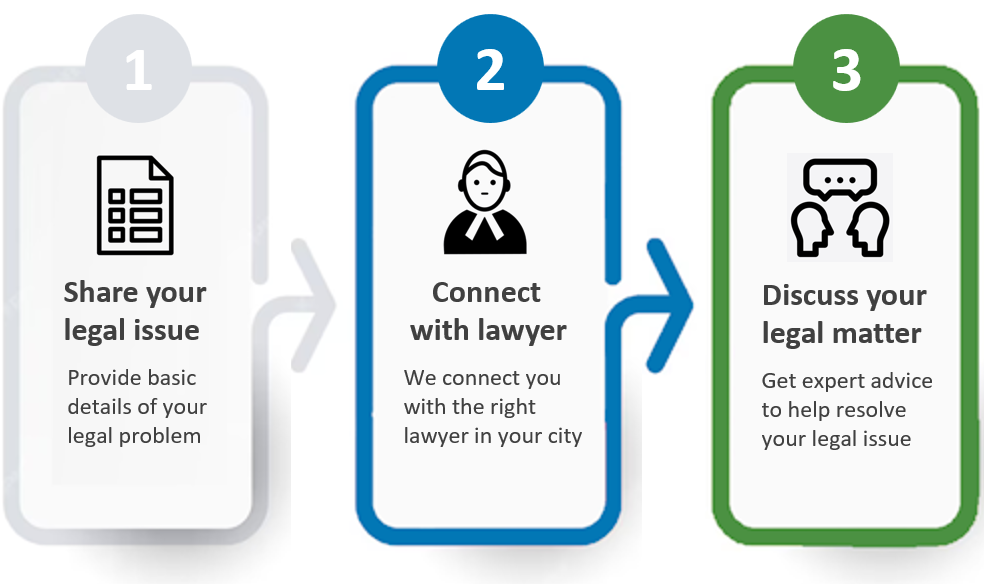 1
Share your
legal issue
Provide basic
details of your
legal problem
2
Connect
with lawyer
We connect you
with the right
lawyer in your city
3
Discuss your
legal matter
Get expert advice
to help resolve
your legal issue